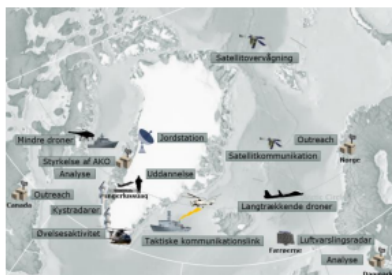 Satellitovervågning
Mindre droner
Jordstation
Outreach
Styrkelse af AKO
Satellitkommunikation
Norge
Analyse
Uddannelse
Outreach
Canada
Langtrækkende droner
Kystradarer
Øvelsesaktivitet
Taktiske kommunikationslink
Luftvarslingsradar
Færøerne
Analyse